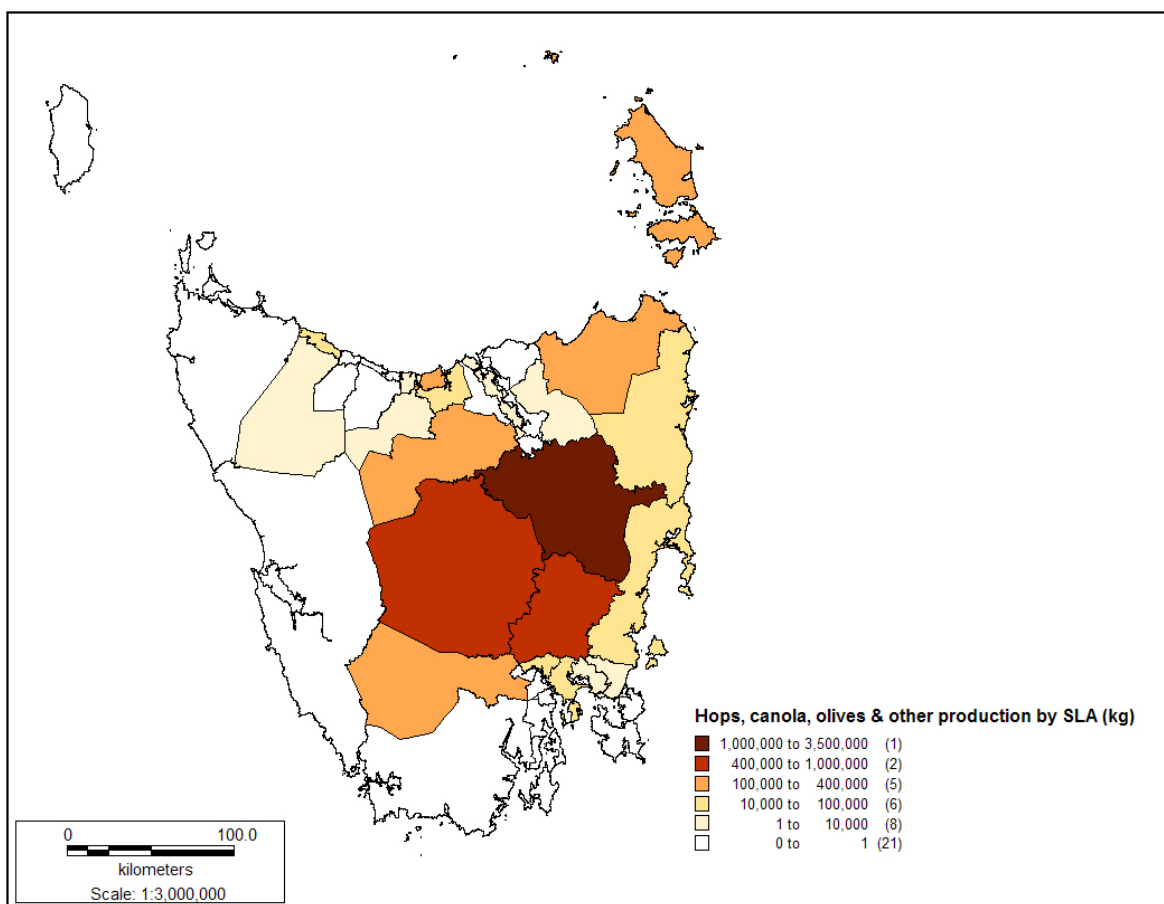 Hops, canola, olives & other production by SLA (kg)
1,000,000 to 3,500,000 (1)
400,000 to 1,000,000 (2)
100,000 to 400,000 (5)
10,000 to 100,000 (6)
1 to 10,000 (8)
0 to 1 (21)
0 100.0
kilometers
Scale: 1:3,000,000